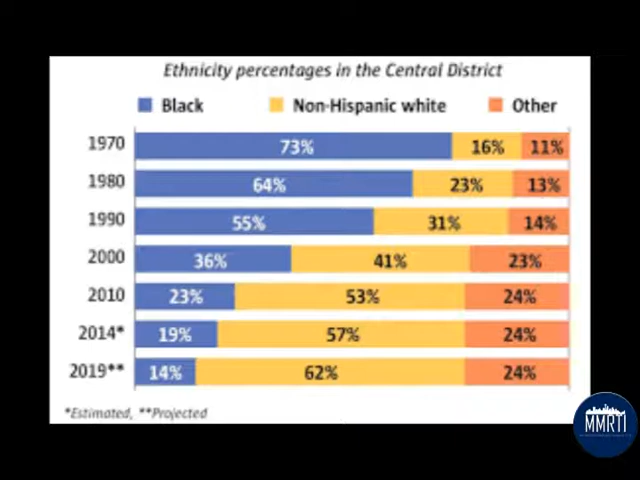 Ethnicity percentages in the Central District
Black Non-Hispanic white Other
1970 73% 16% 11%
1980 64% 23% 13%
1990 55% 31% 14%
2000 36% 41% 23%
2010 23% 53% 24%
2014* 19% 57% 24%
2019** 14% 62% 24%
*Estimated, **Projected
MMRTI